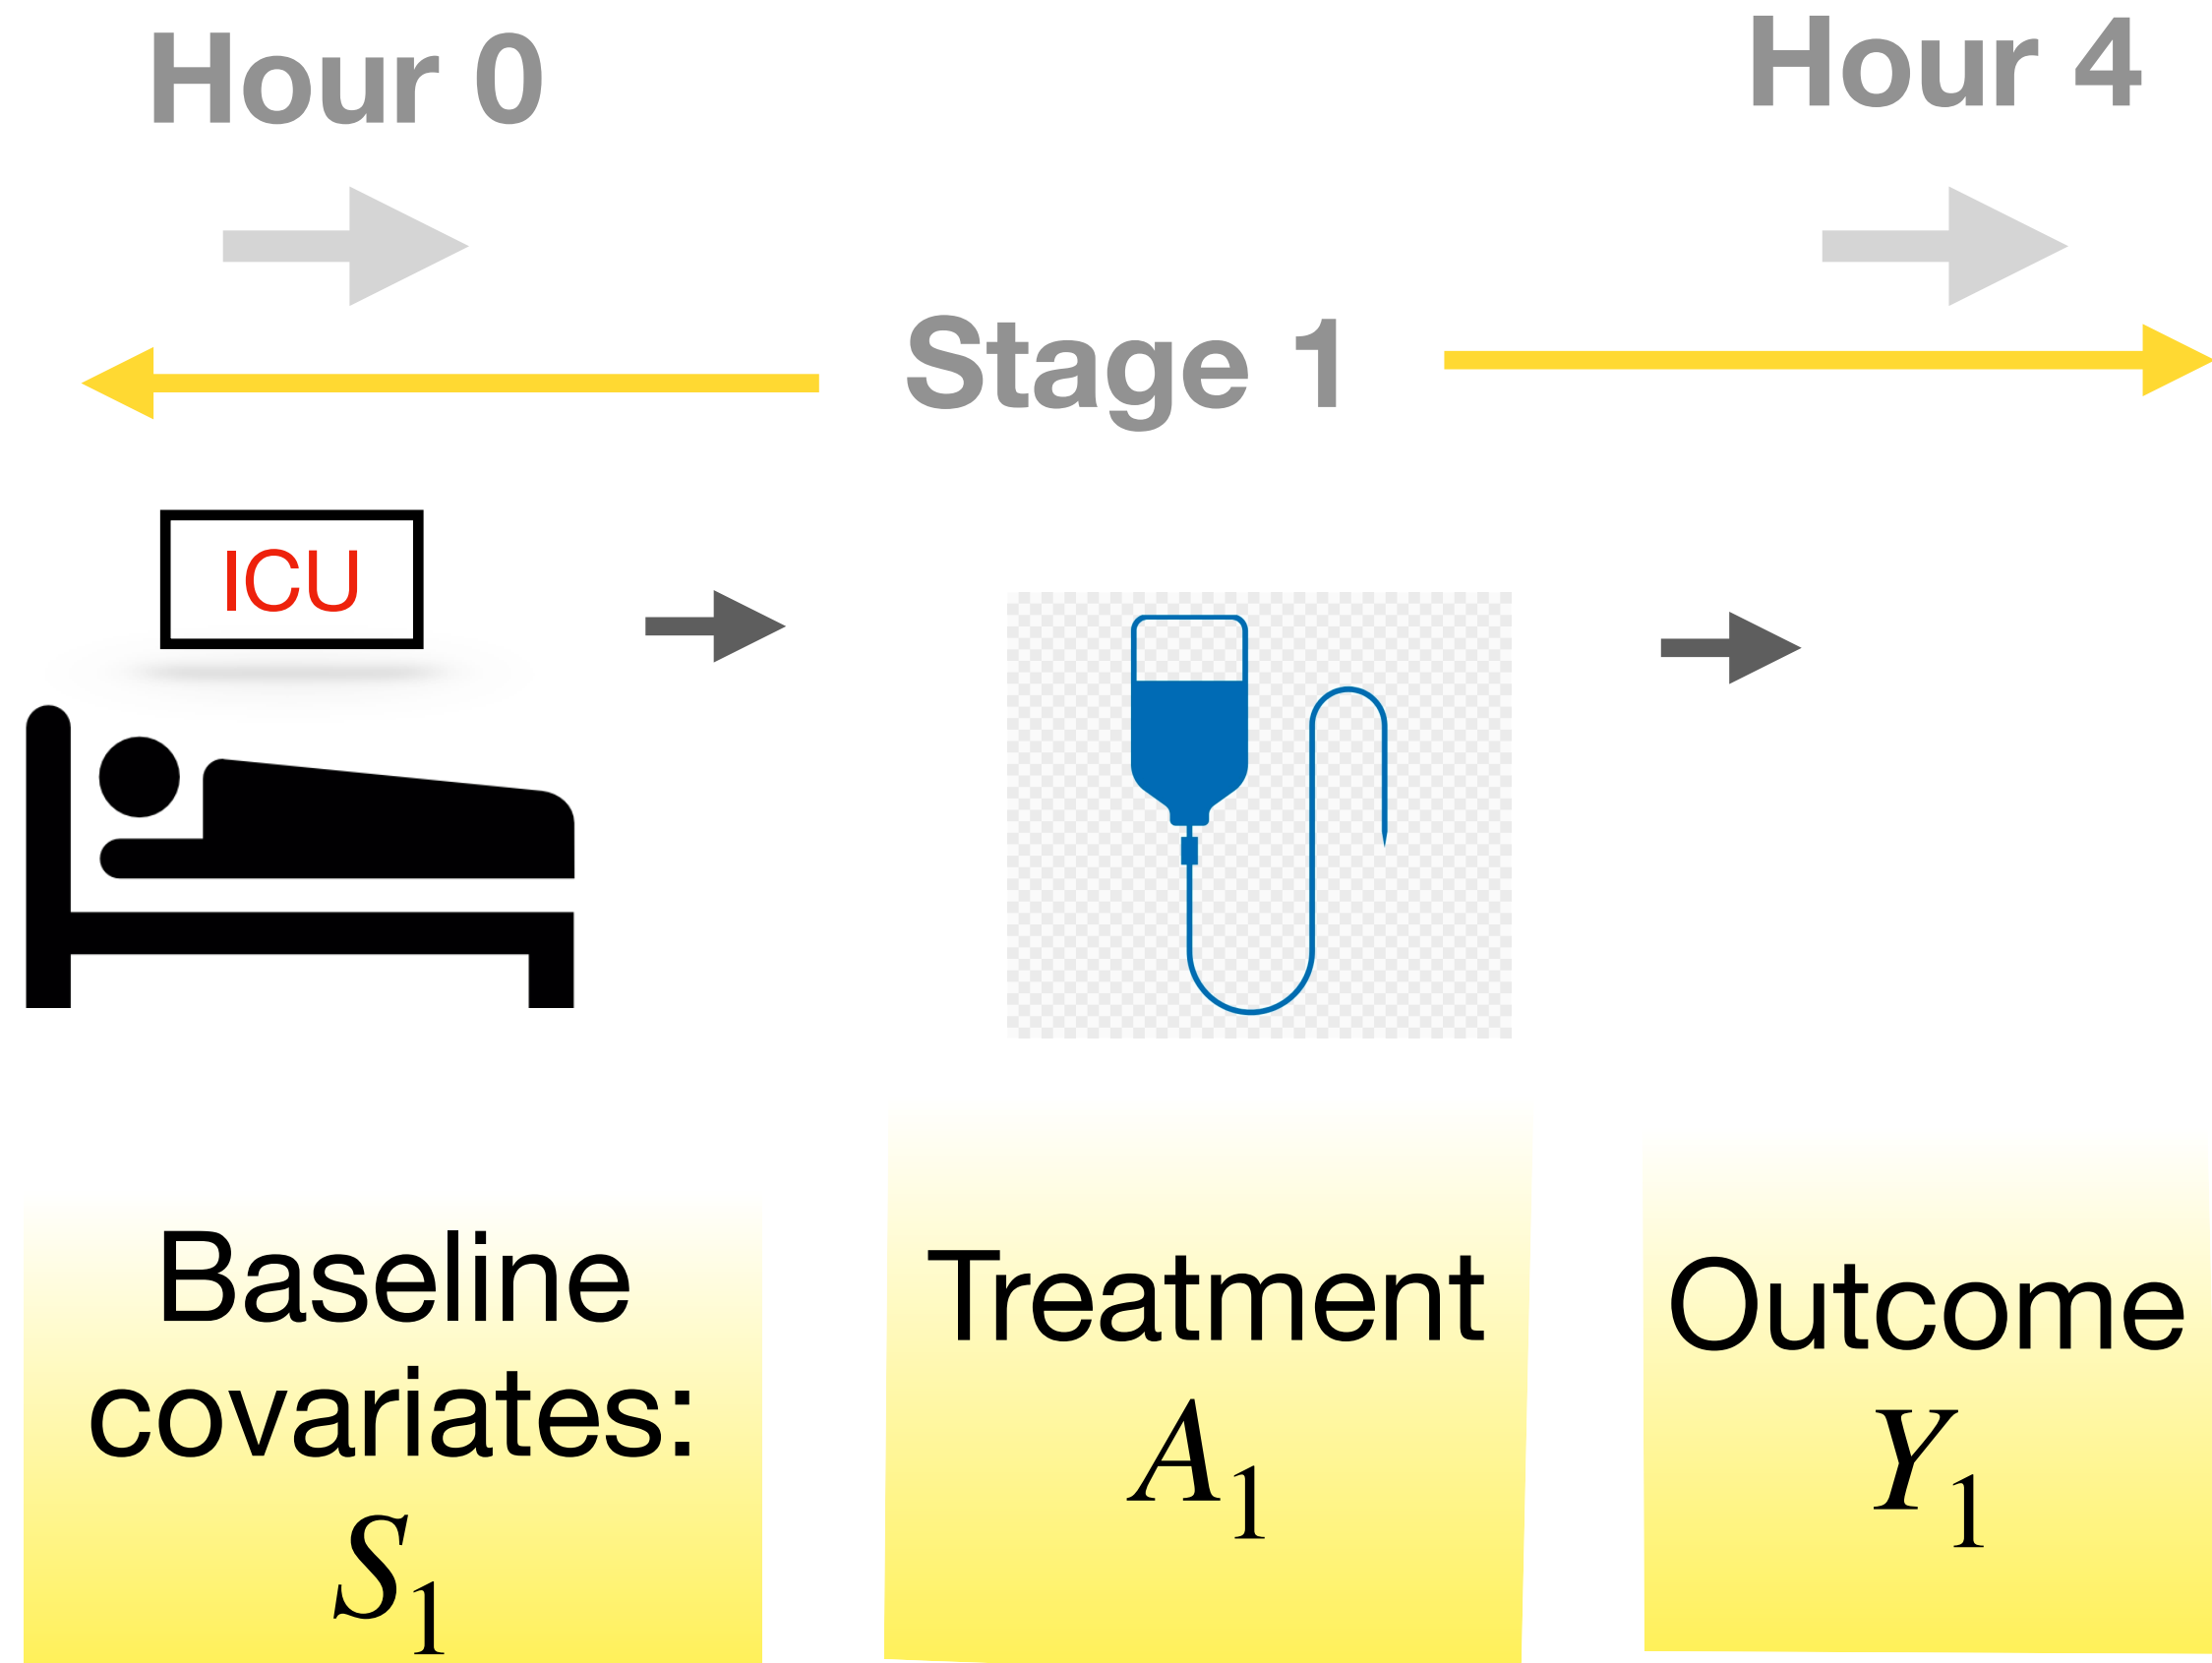 Hour 0
Hour 4
Stage 1
ICU
Baseline
covariates:
S₁
Treatment
A₁
Outcome
Y₁